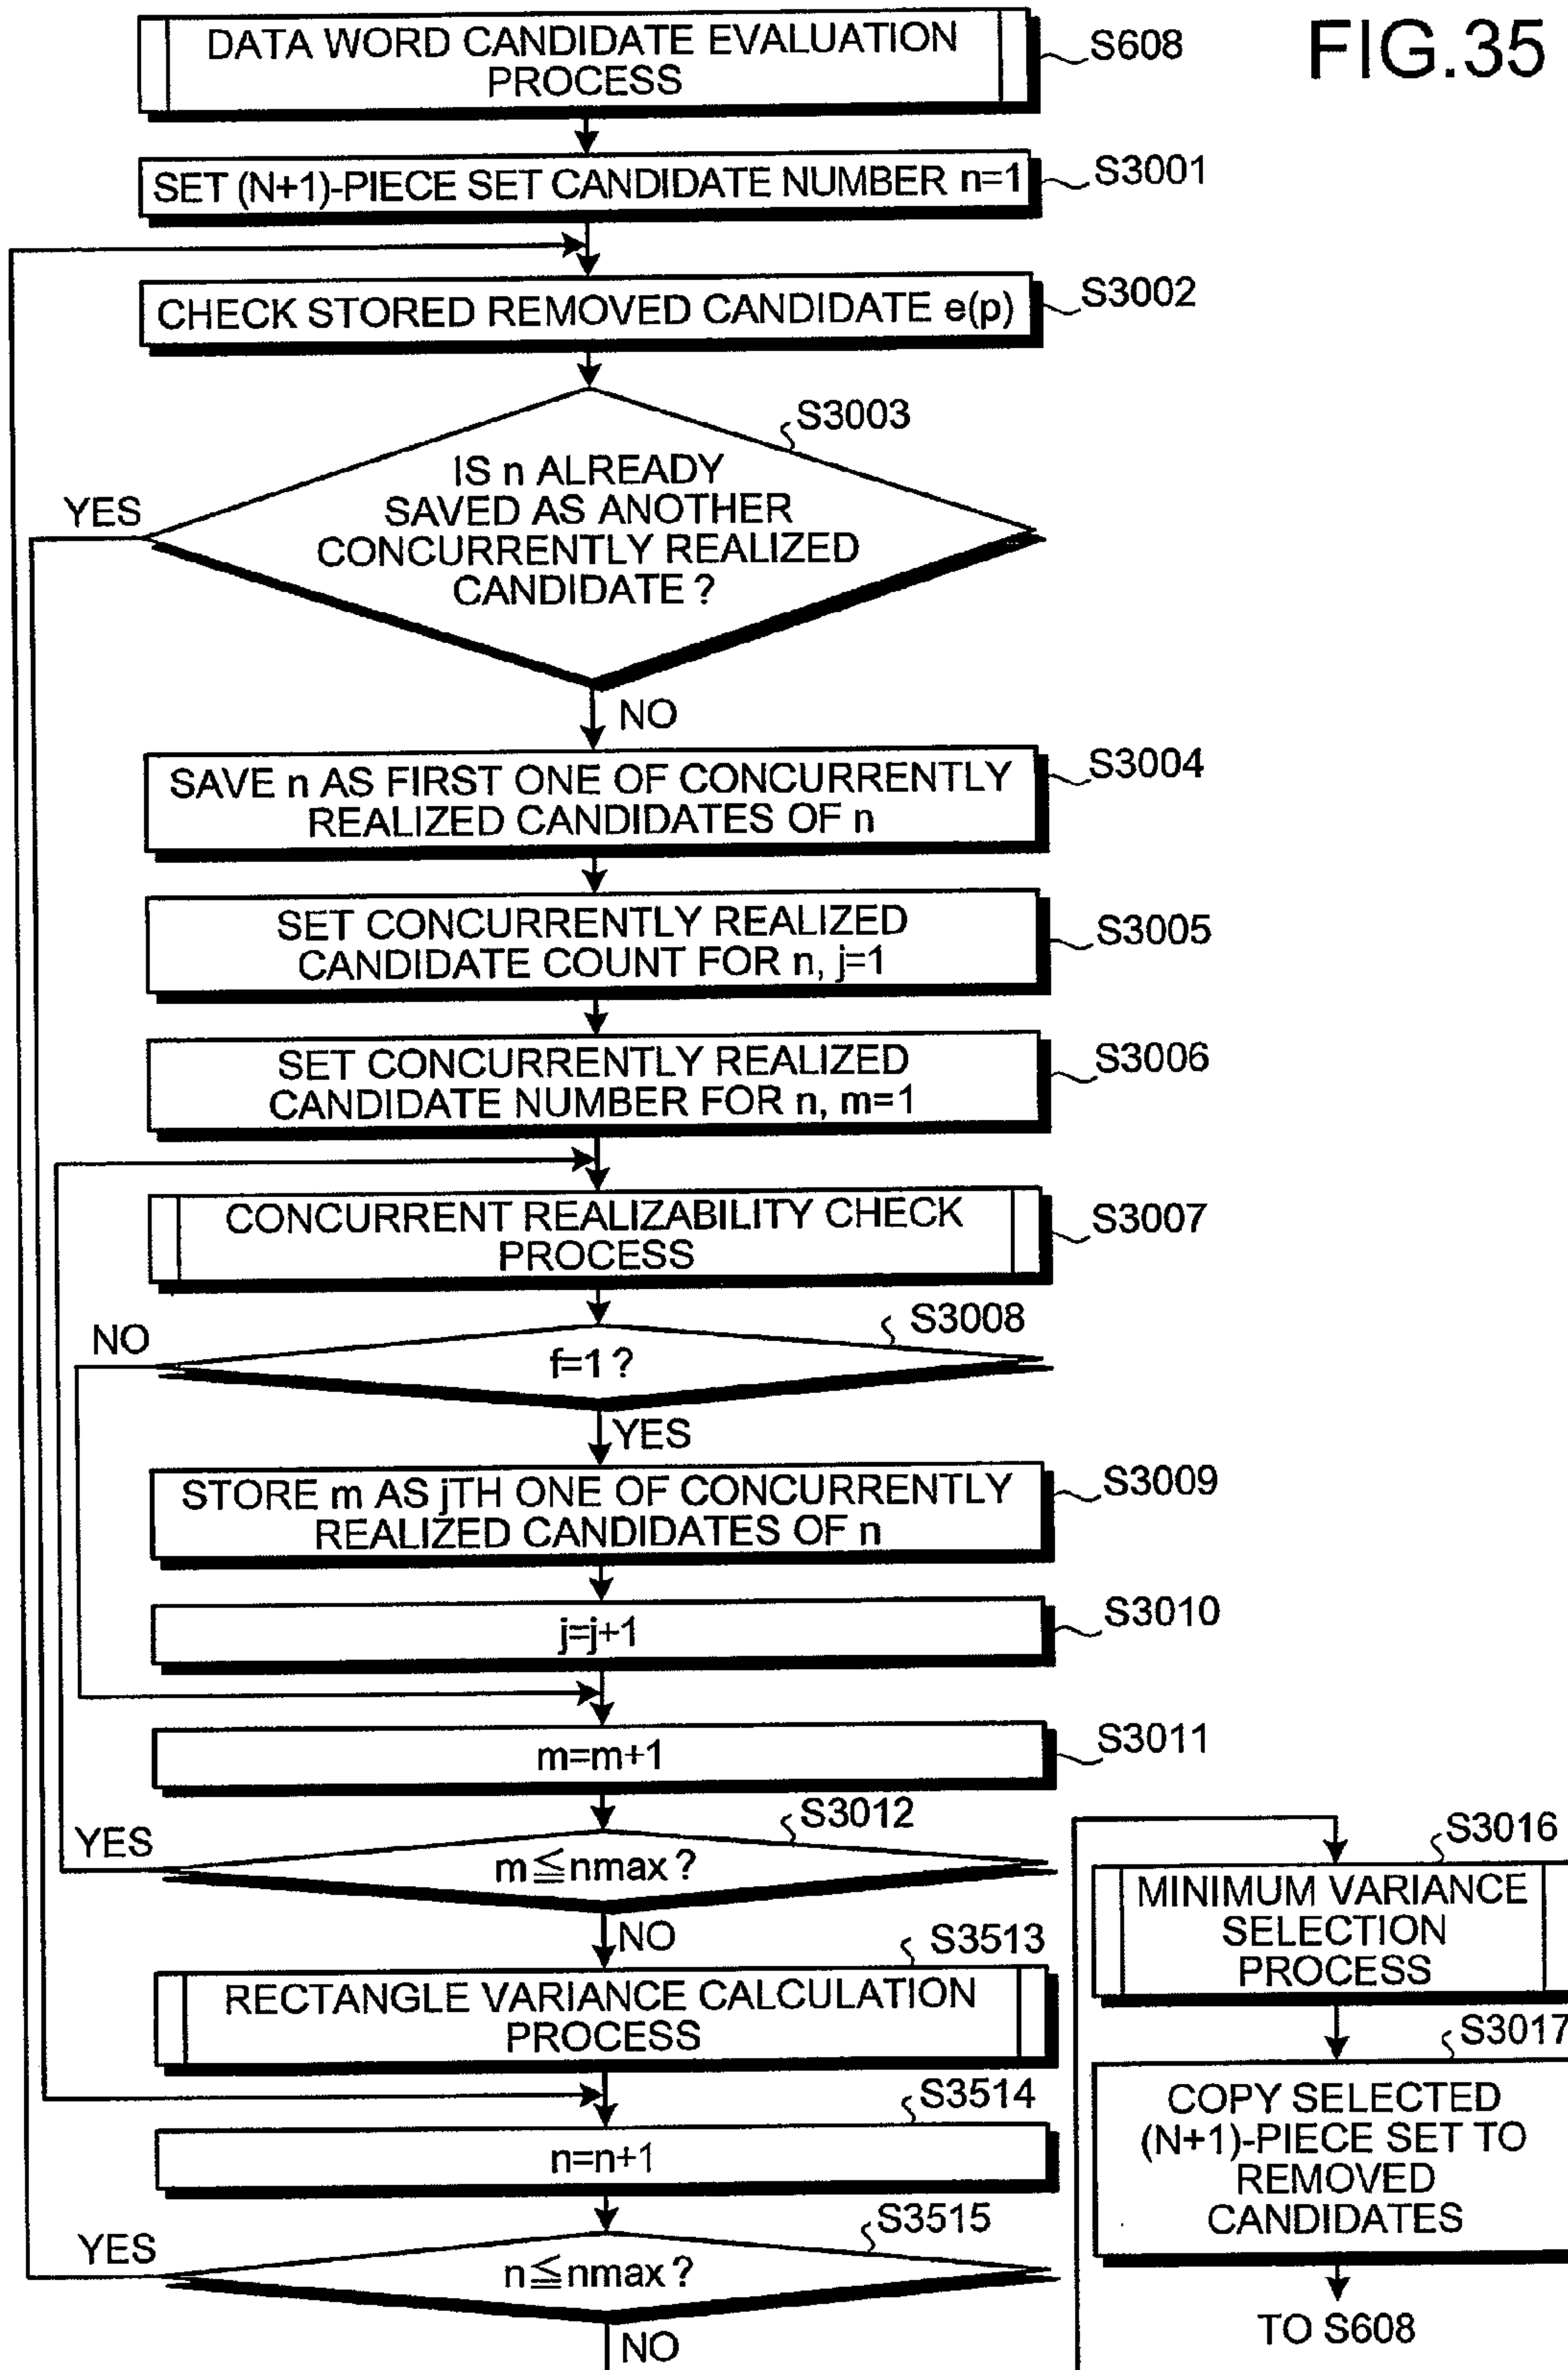 FIG.35
DATA WORD CANDIDATE EVALUATION
PROCESS
S608
SET (N+1)-PIECE SET CANDIDATE NUMBER n=1
S3001
CHECK STORED REMOVED CANDIDATE e(p)
S3002
S3003
IS n ALREADY
SAVED AS ANOTHER
CONCURRENTLY REALIZED
CANDIDATE ?
YES
NO
SAVE n AS FIRST ONE OF CONCURRENTLY
REALIZED CANDIDATES OF n
S3004
SET CONCURRENTLY REALIZED
CANDIDATE COUNT FOR n, j=1
S3005
SET CONCURRENTLY REALIZED
CANDIDATE NUMBER FOR n, m=1
S3006
CONCURRENT REALIZABILITY CHECK
PROCESS
S3007
S3008
NO
f=1 ?
YES
STORE m AS jTH ONE OF CONCURRENTLY
REALIZED CANDIDATES OF n
S3009
j=j+1
S3010
m=m+1
S3011
S3012
YES
m≦nmax ?
NO
S3513
RECTANGLE VARIANCE CALCULATION
PROCESS
S3514
n=n+1
S3515
YES
n≦nmax ?
NO
S3016
MINIMUM VARIANCE
SELECTION
PROCESS
S3017
COPY SELECTED
(N+1)-PIECE SET TO
REMOVED
CANDIDATES
TO S608